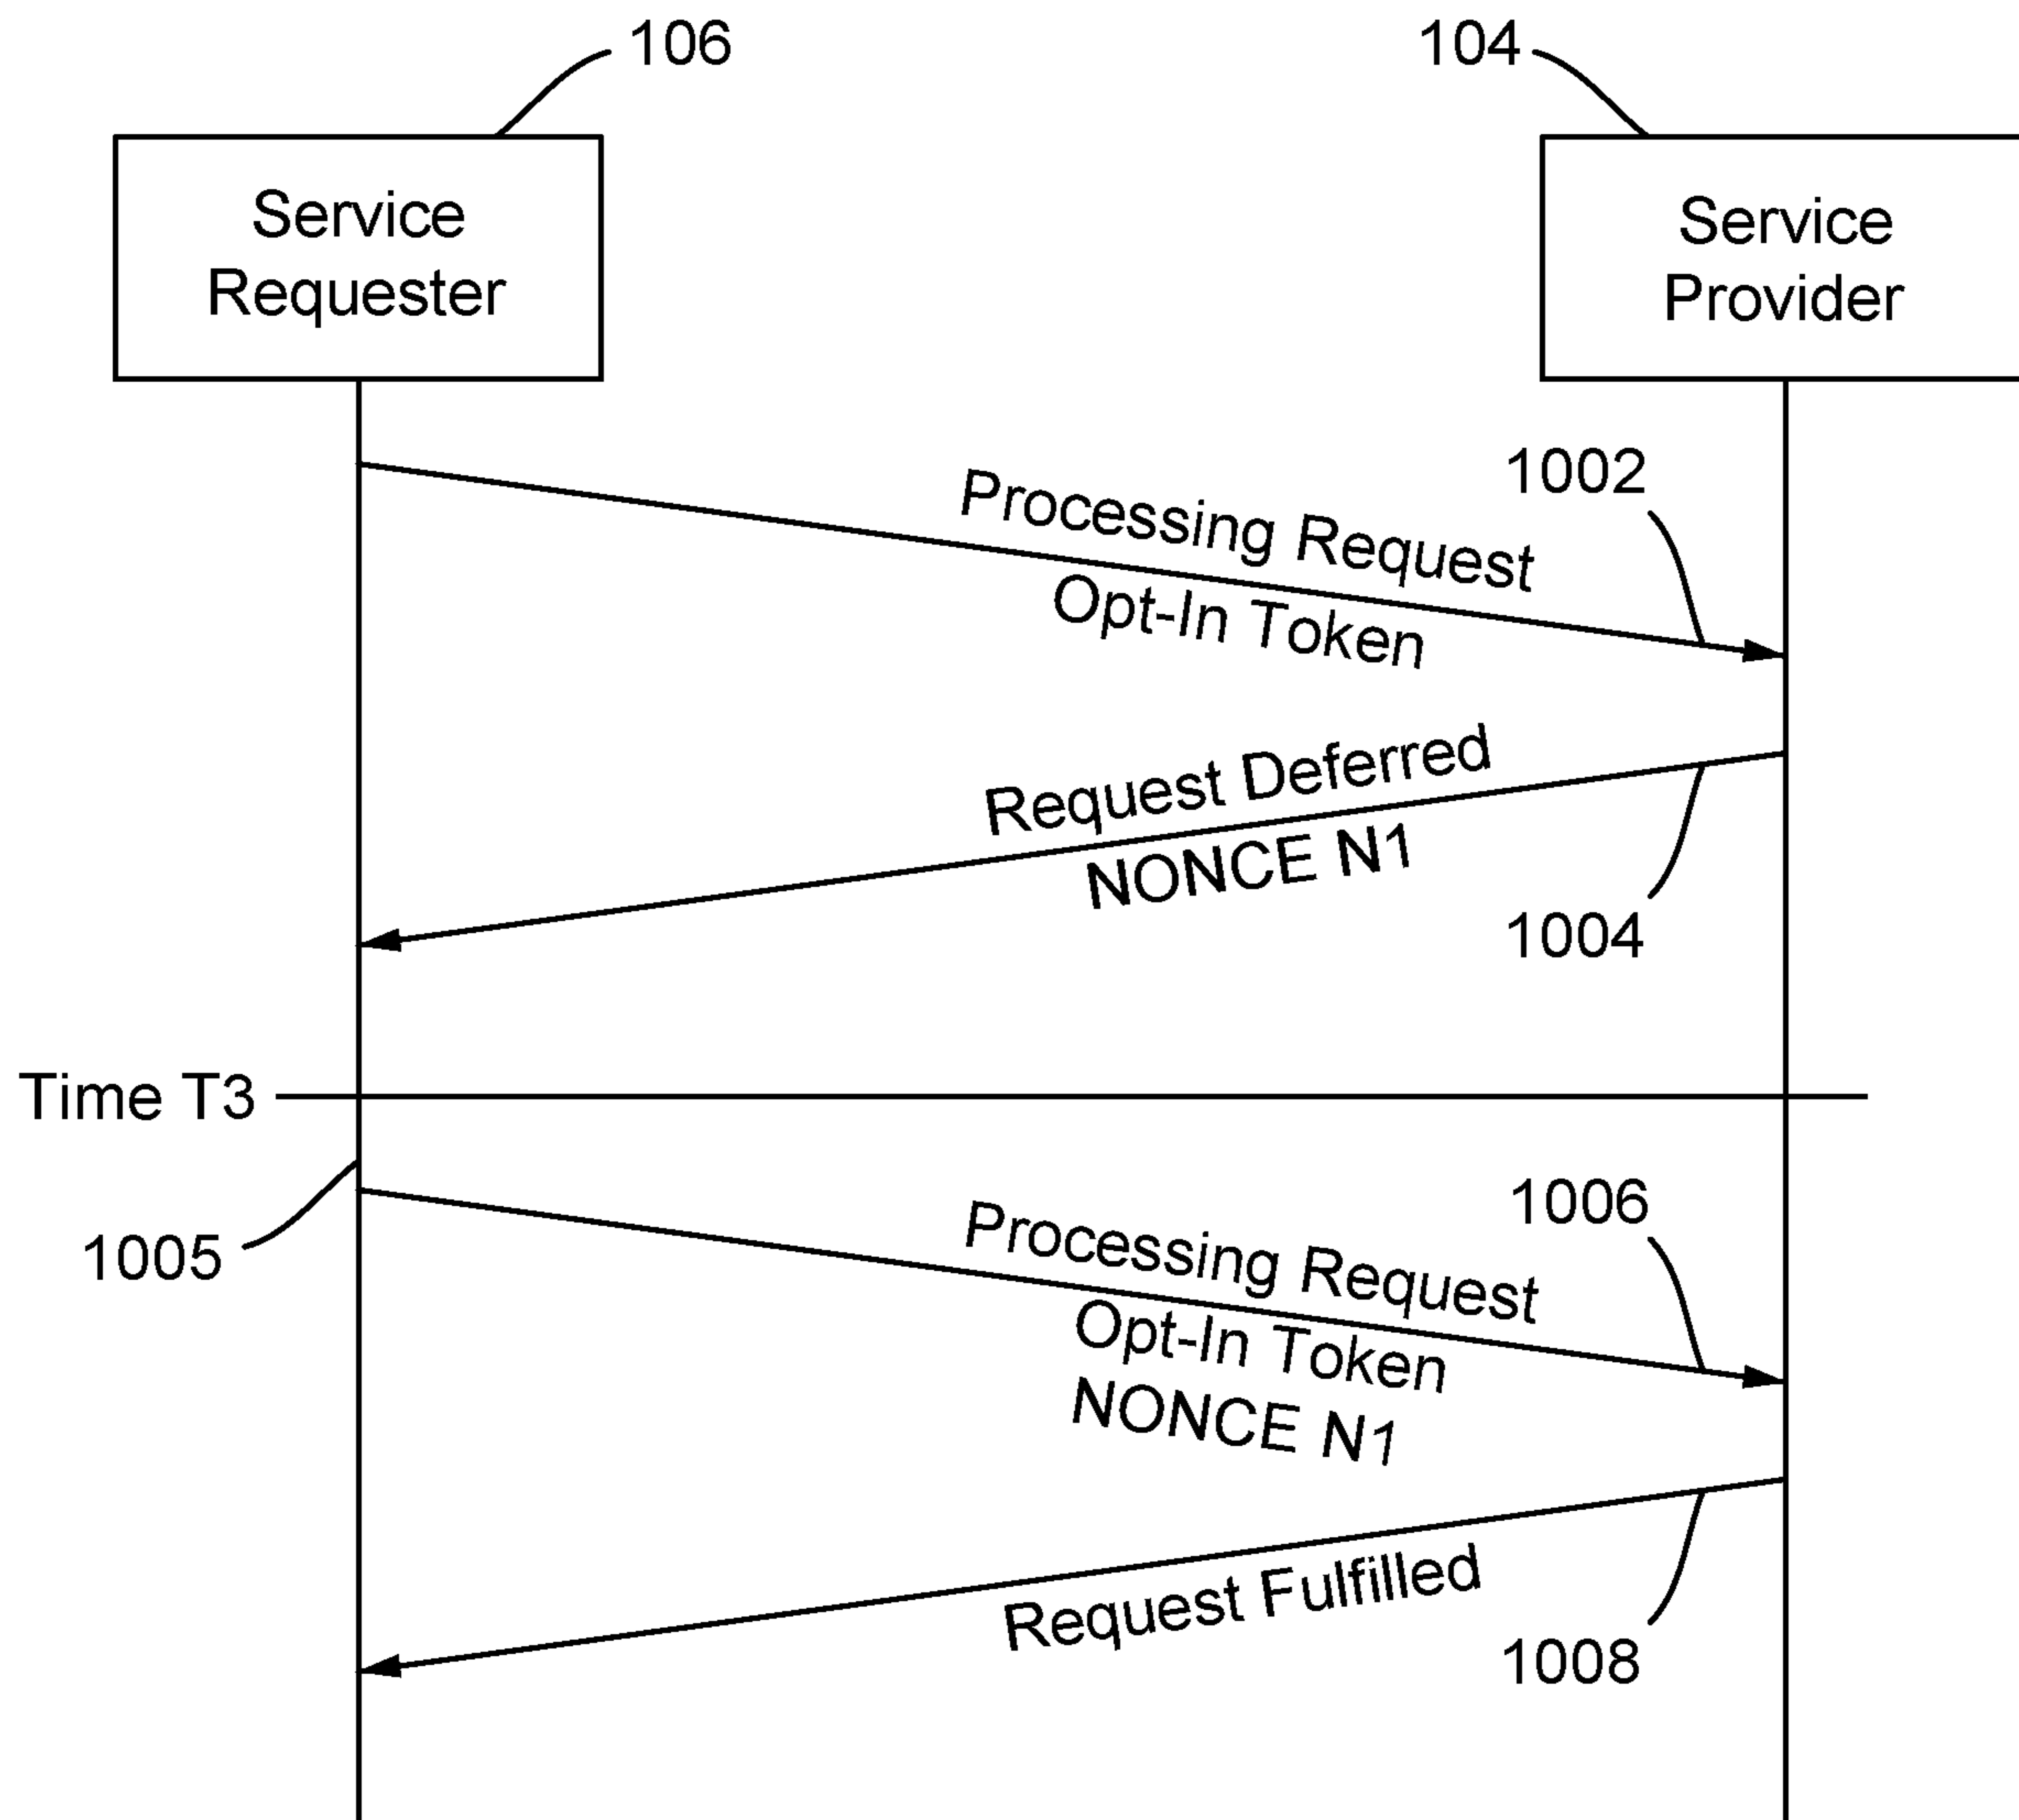 106
104
Service
Requester
Service
Provider
1002
Processing Request
Opt-In Token
Request Deferred
NONCE N1
1004
Time T3
1005
1006
Processing Request
Opt-In Token
NONCE N1
Request Fulfilled
1008